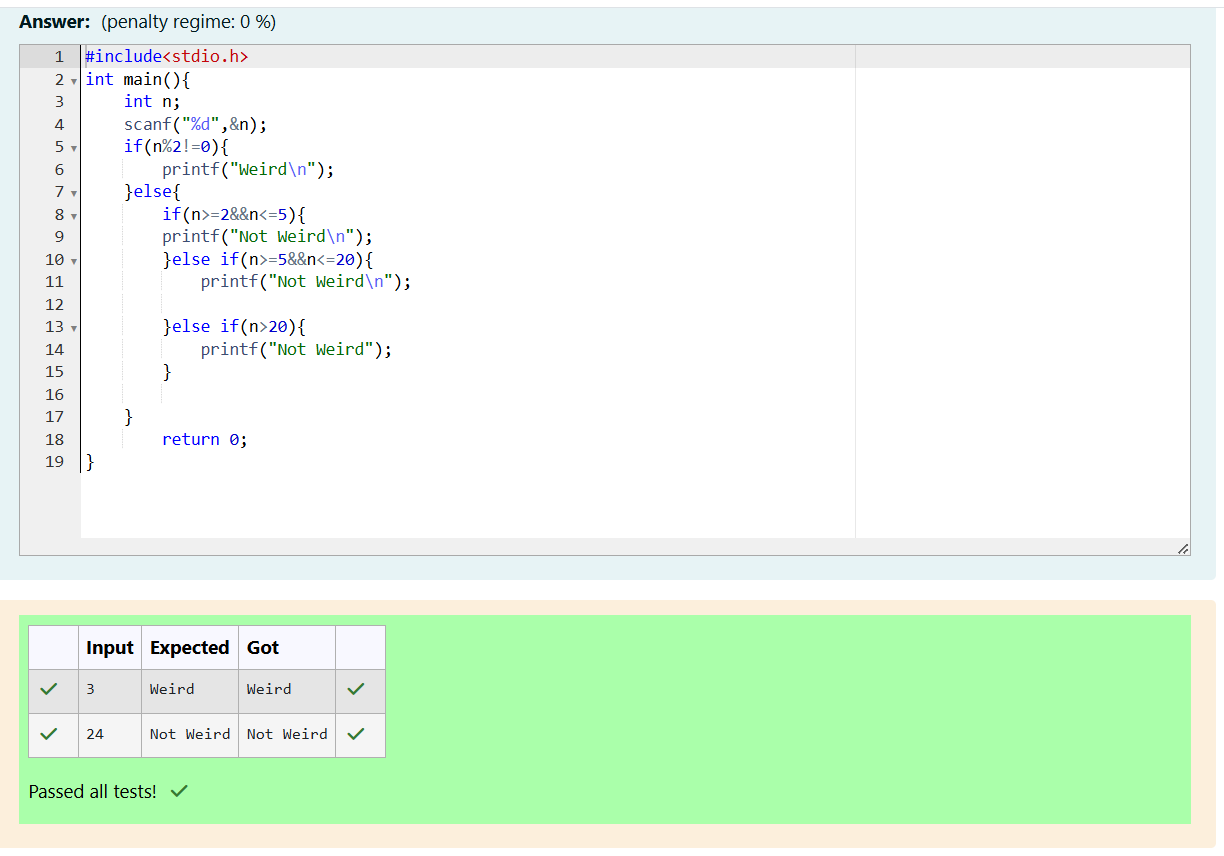 Answer: (penalty regime: 0 %)
1 #include<stdio.h>
2 int main(){
3     int n;
4     scanf("%d",&n);
5     if(n%2!=0){
6         printf("Weird\n");
7     }else{
8         if(n>=2&&n<=5){
9         printf("Not Weird\n");
10         }else if(n>=5&&n<=20){
11             printf("Not Weird\n");
12
13         }else if(n>20){
14             printf("Not Weird");
15         }
16
17     }
18         return 0;
19 }
Input Expected Got
3 Weird Weird
24 Not Weird Not Weird
Passed all tests!